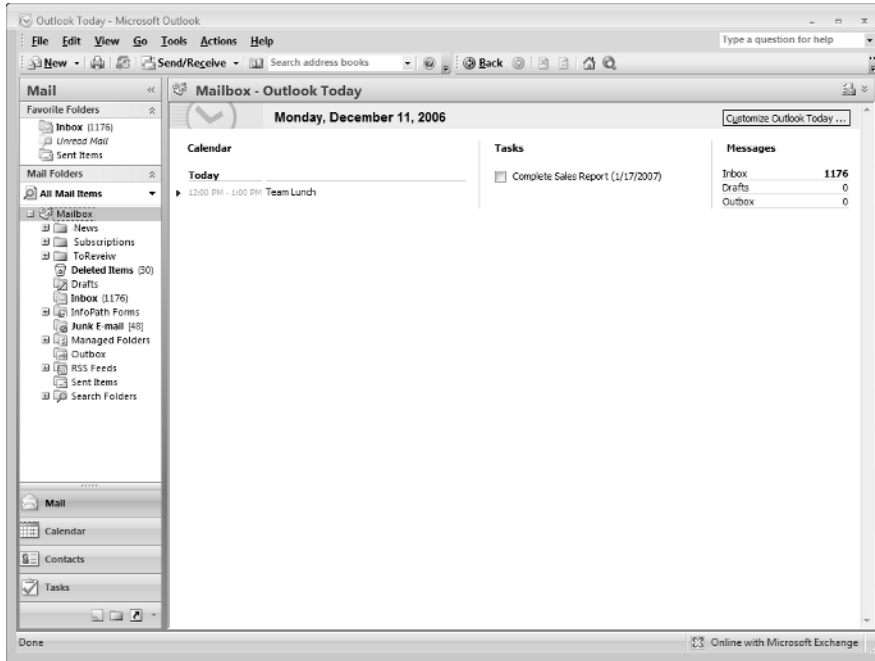 Outlook Today - Microsoft Outlook
File Edit View Go Tools Actions Help
Type a question for help
New Send/Receive Search address books Back
Mail
Mailbox - Outlook Today
Favorite Folders
Inbox (1176)
Unread Mail
Sent Items
Mail Folders
All Mail Items
Mailbox
News
Subscriptions
ToReveiw
Deleted Items (30)
Drafts
Inbox (1176)
InfoPath Forms
Junk E-mail [48]
Managed Folders
Outbox
RSS Feeds
Sent Items
Search Folders
Mail
Calendar
Contacts
Tasks
Monday, December 11, 2006
Customize Outlook Today ...
Calendar
Today
12:00 PM - 1:00 PM Team Lunch
Tasks
Complete Sales Report (1/17/2007)
Messages
Inbox 1176
Drafts 0
Outbox 0
Done
Online with Microsoft Exchange